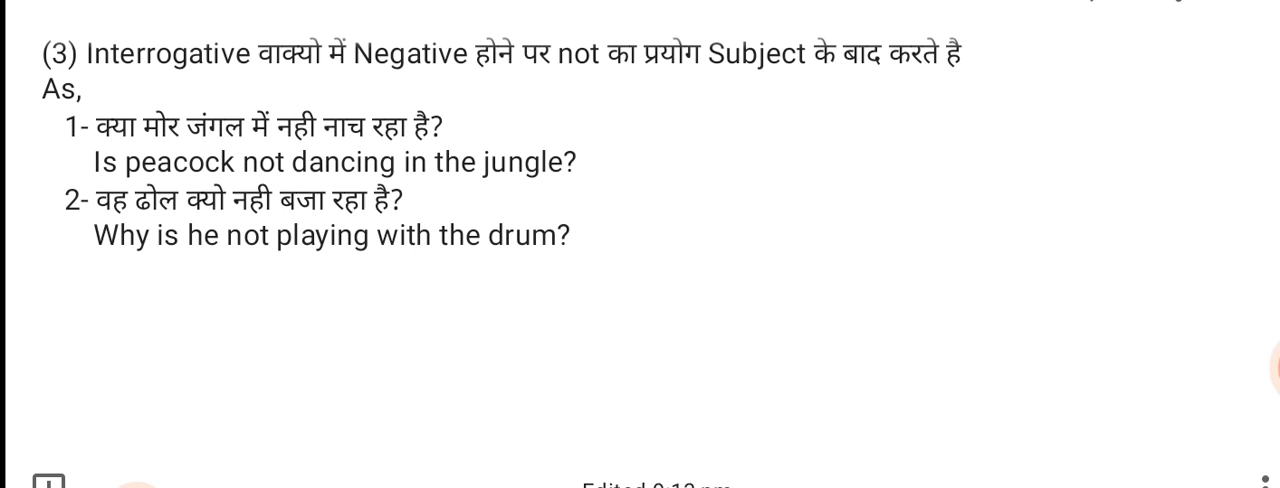 (3) Interrogative वाक्यो में Negative होने पर not का प्रयोग Subject के बाद करते है
As,
1- क्या मोर जंगल में नही नाच रहा है?
Is peacock not dancing in the jungle?
2- वह ढोल क्यो नही बजा रहा है?
Why is he not playing with the drum?